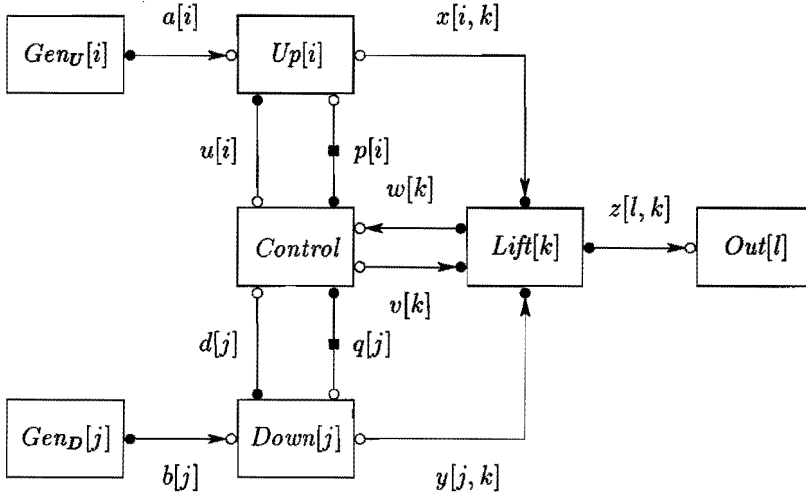 a[i]
x[i, k]
Gen_U[i]
Up[i]
u[i]
p[i]
w[k]
z[l, k]
Control
Lift[k]
Out[l]
v[k]
d[j]
q[j]
Gen_D[j]
Down[j]
b[j]
y[j, k]